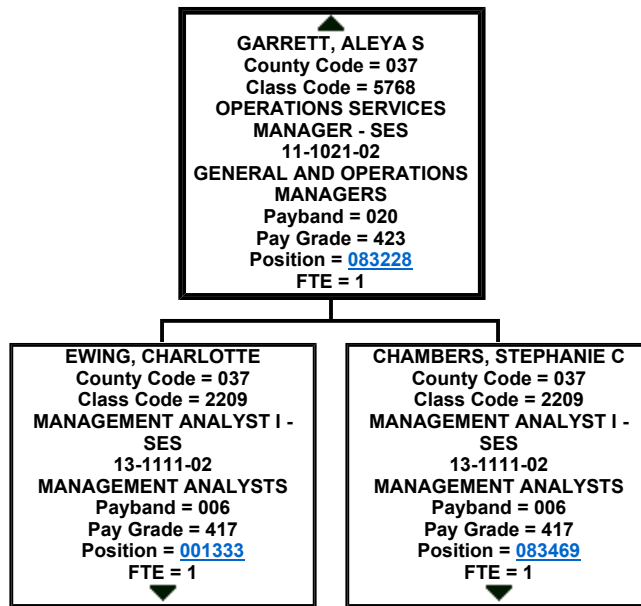 GARRETT, ALEYA S
County Code = 037
Class Code = 5768
OPERATIONS SERVICES
MANAGER - SES
11-1021-02
GENERAL AND OPERATIONS
MANAGERS
Payband = 020
Pay Grade = 423
Position = 083228
FTE = 1
EWING, CHARLOTTE
County Code = 037
Class Code = 2209
MANAGEMENT ANALYST I -
SES
13-1111-02
MANAGEMENT ANALYSTS
Payband = 006
Pay Grade = 417
Position = 001333
FTE = 1
CHAMBERS, STEPHANIE C
County Code = 037
Class Code = 2209
MANAGEMENT ANALYST I -
SES
13-1111-02
MANAGEMENT ANALYSTS
Payband = 006
Pay Grade = 417
Position = 083469
FTE = 1